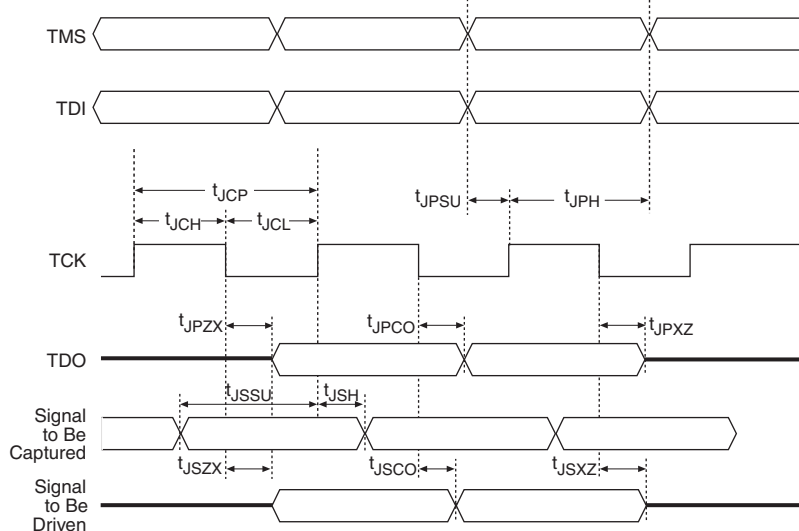 TMS
TDI
tJCP
tJPSU
tJPH
tJCH
tJCL
TCK
tJPZX
tJPCO
tJPXZ
TDO
tJSSU
tJSH
Signal
to Be
Captured
tJSZX
tJSCO
tJSXZ
Signal
to Be
Driven